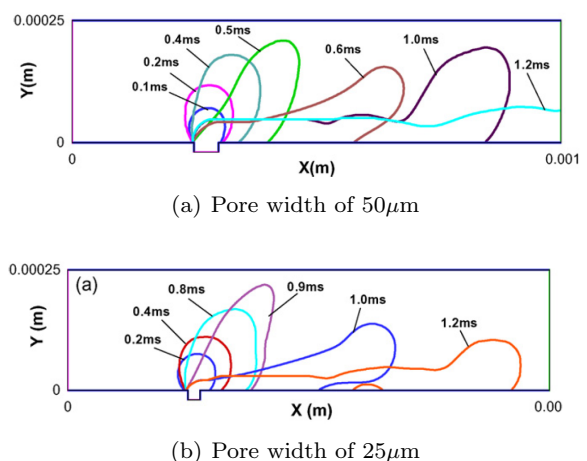 0.00025
0.5ms
0.4ms
0.2ms
0.1ms
0.6ms
1.0ms
1.2ms
Y(m)
0
0
X(m)
0.001
(a) Pore width of 50μm
0.00025
(a)
0.8ms
0.9ms
0.4ms
0.2ms
1.0ms
1.2ms
Y (m)
0
0
X (m)
0.00
(b) Pore width of 25μm